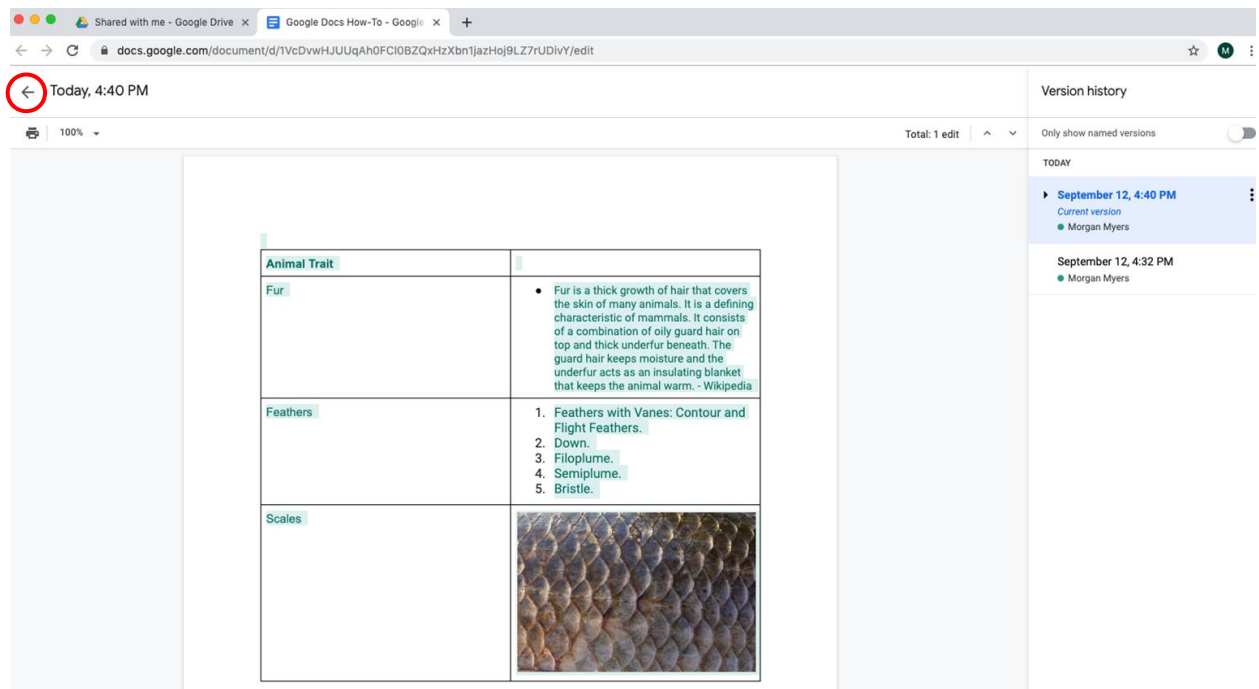 Shared with me - Google Drive
Google Docs How-To - Google
docs.google.com/document/d/1VcDvwHJUUqAh0FCl0BZQxHzXbn1jazHoj9LZ7rUDivY/edit
M
Today, 4:40 PM
Version history
100%
Total: 1 edit
Only show named versions
TODAY
September 12, 4:40 PM
Current version
Morgan Myers
September 12, 4:32 PM
Morgan Myers
Animal Trait
Fur
● Fur is a thick growth of hair that covers
the skin of many animals. It is a defining
characteristic of mammals. It consists
of a combination of oily guard hair on
top and thick underfur beneath. The
guard hair keeps moisture and the
underfur acts as an insulating blanket
that keeps the animal warm. - Wikipedia
Feathers
1. Feathers with Vanes: Contour and
Flight Feathers.
2. Down.
3. Filoplume.
4. Semiplume.
5. Bristle.
Scales